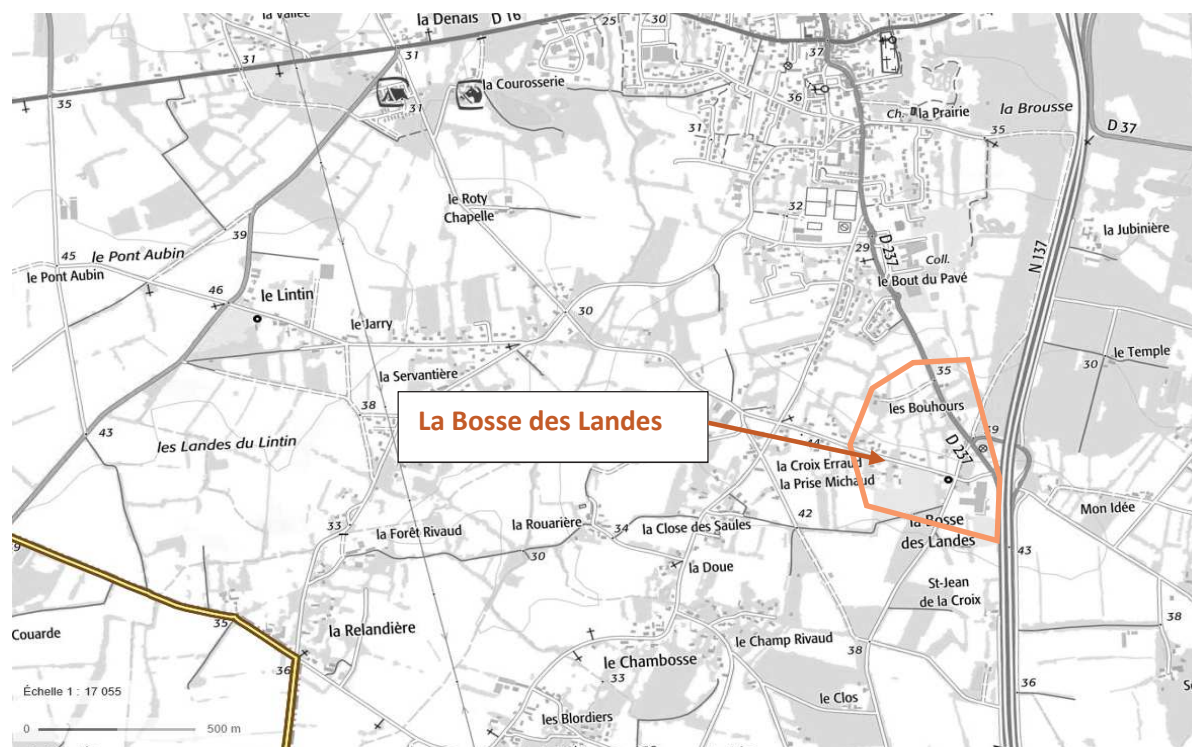 la Vallée
la Denais
D 16
25
30
31
31
37
35
31
la Courosserie
36
Ch.
la Prairie
la Brousse
35
D 37
31
le Roty
Chapelle
32
39
29
D 237
N 137
la Jubinière
45
le Pont Aubin
le Pont Aubin
Coll.
le Bout du Pavé
46
le Lintin
30
le Jarry
la Servantière
35
30
le Temple
les Bouhours
38
La Bosse des Landes
43
les Landes du Lintin
44
39
D 237
la Croix Erraud
la Prise Michaud
Mon Idée
33
la Forêt Rivaud
la Rouarière
34
la Close des Saules
42
la Bosse
des Landes
43
30
la Doue
St-Jean
de la Croix
Couarde
35
la Relandière
le Champ Rivaud
38
38
36
le Chambosse
33
Échelle 1 : 17 055
le Clos
36
0
500 m
les Blordiers